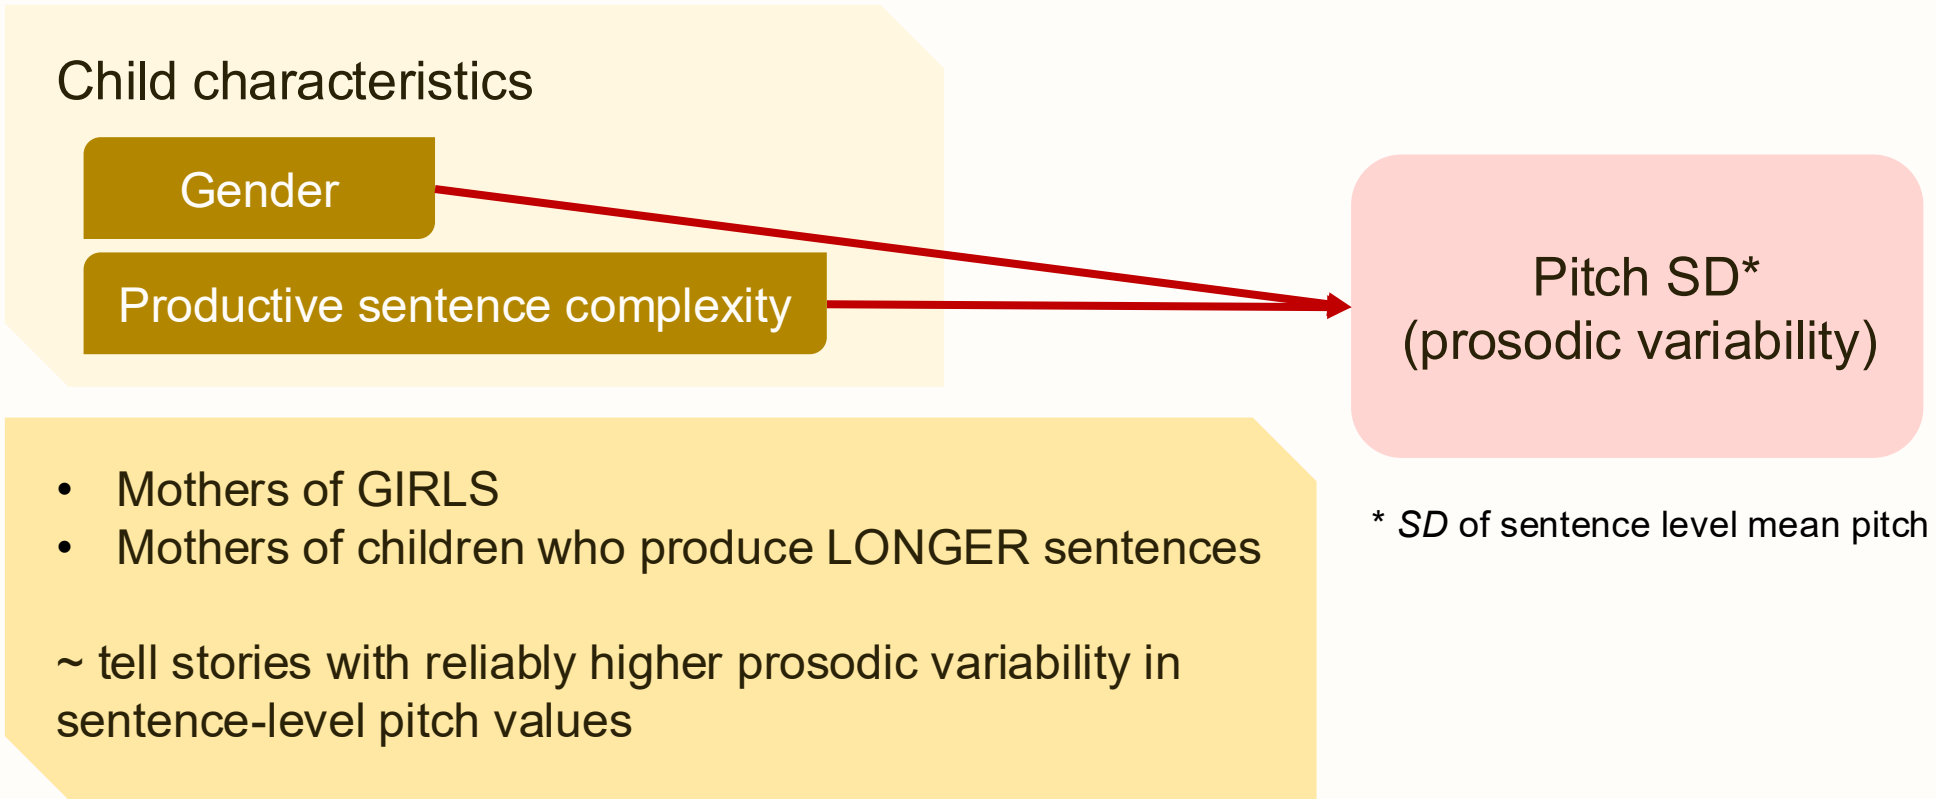 Child characteristics
Gender
Productive sentence complexity
Pitch SD*
(prosodic variability)
* SD of sentence level mean pitch
• Mothers of GIRLS
• Mothers of children who produce LONGER sentences
~ tell stories with reliably higher prosodic variability in
sentence-level pitch values